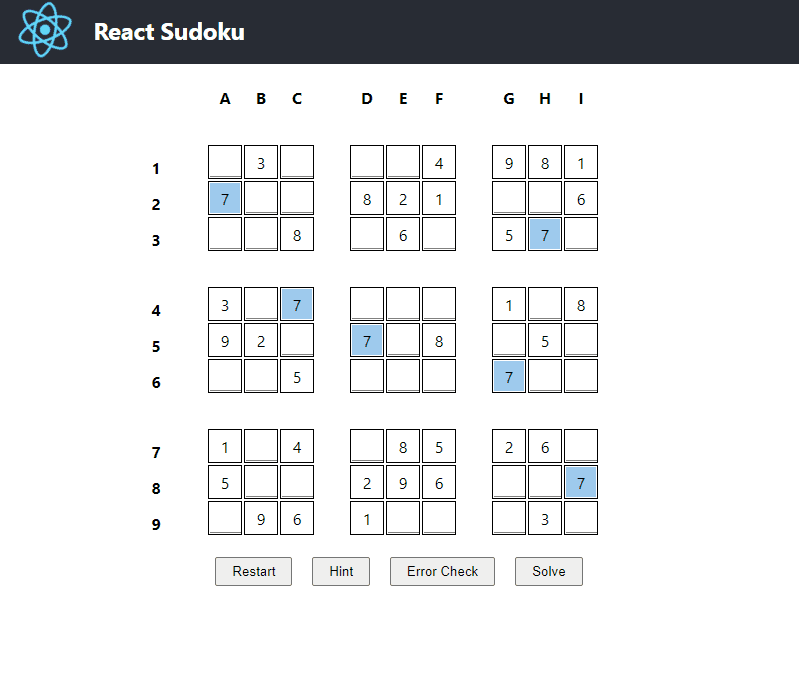 React Sudoku
A B C D E F G H I
1 3 4 9 8 1
2 7 8 2 1 6
3 8 6 5 7
4 3 7 1 8
5 9 2 7 8 5
6 5 7
7 1 4 8 5 2 6
8 5 2 9 6 7
9 9 6 1 3
Restart Hint Error Check Solve